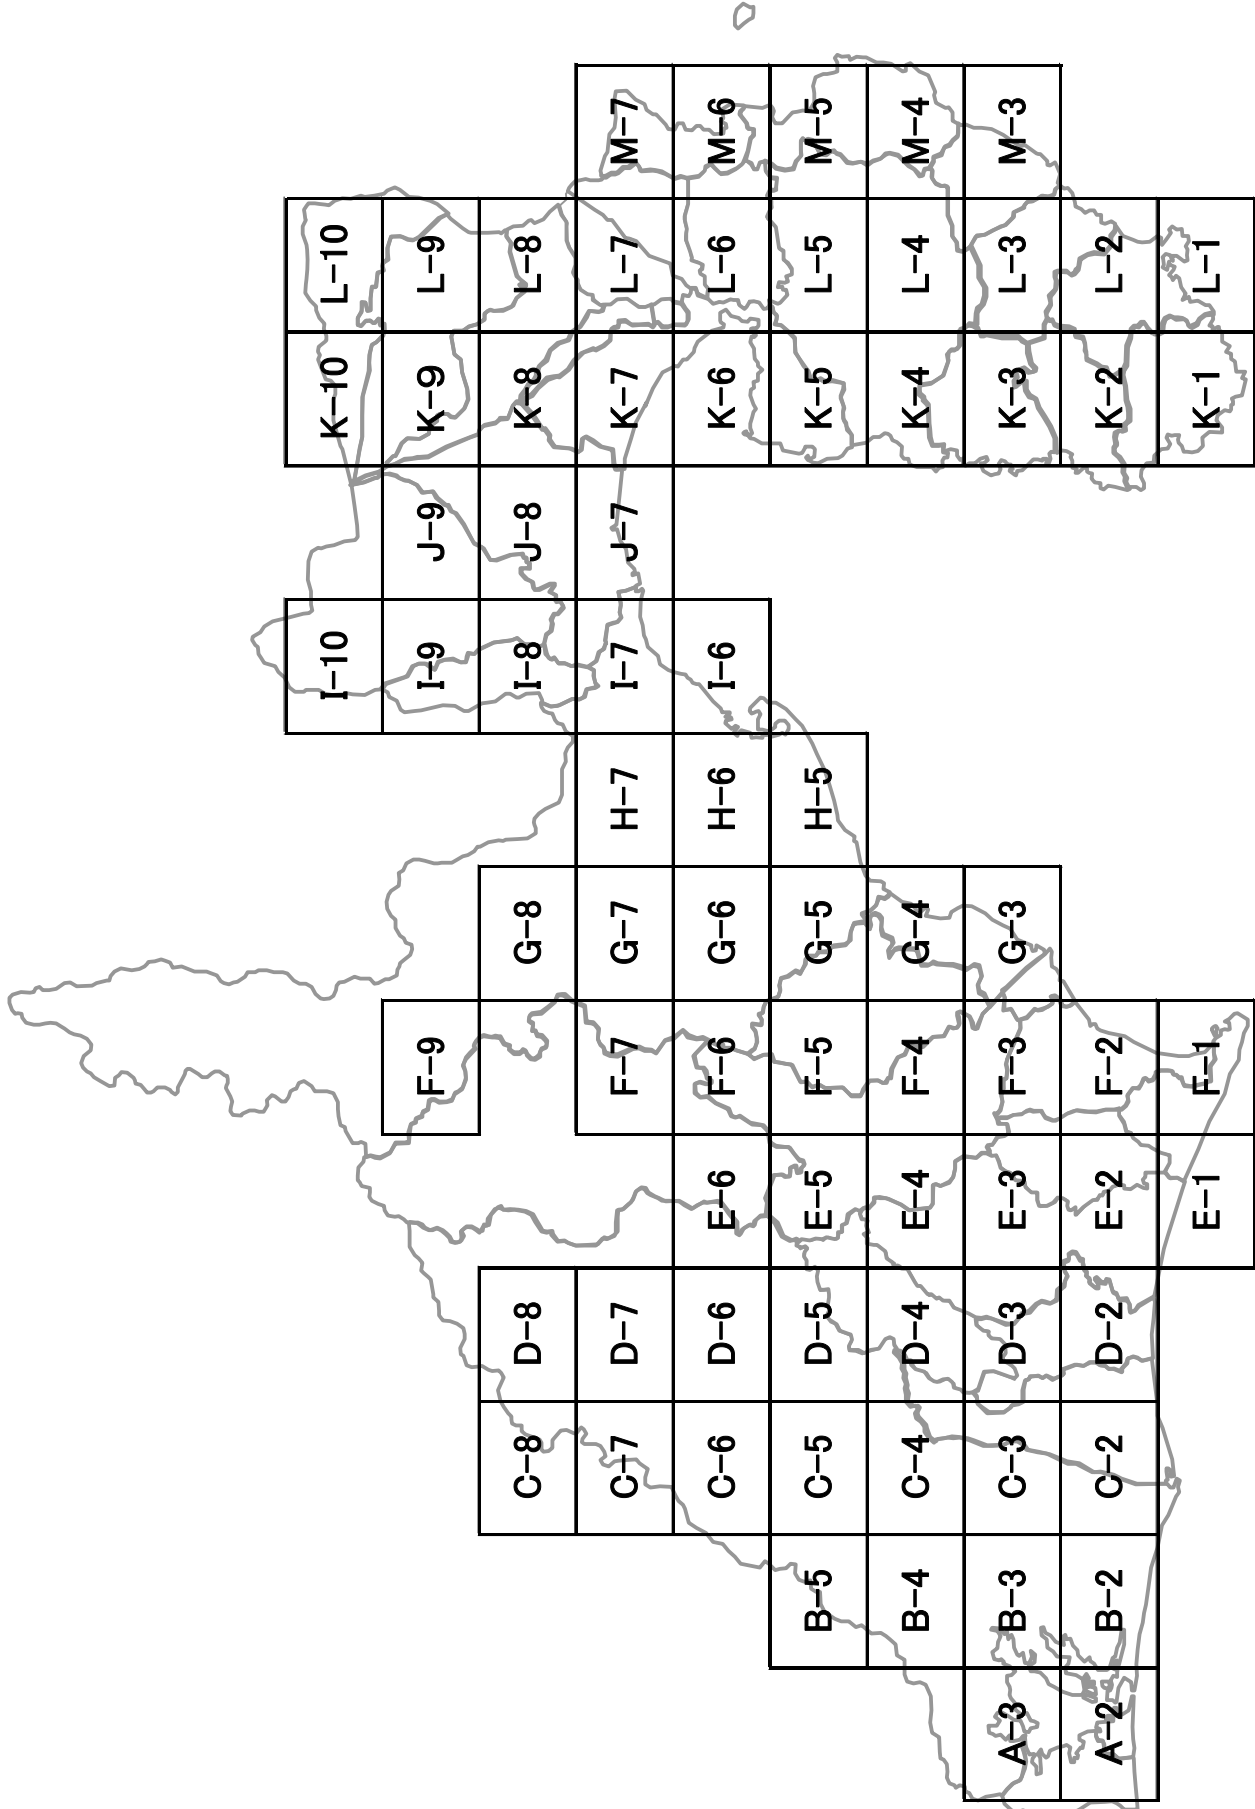 M-7 M-6 M-5 M-4 M-3
L-10 L-9 L-8 L-7 L-6 L-5 L-4 L-3 L-2 L-1
K-10 K-9 K-8 K-7 K-6 K-5 K-4 K-3 K-2 K-1
J-9 J-8 J-7
I-10 I-9 I-8 I-7 I-6
H-7 H-6 H-5
G-8 G-7 G-6 G-5 G-4 G-3
F-9 F-7 F-6 F-5 F-4 F-3 F-2 F-1
E-6 E-5 E-4 E-3 E-2 E-1
D-8 D-7 D-6 D-5 D-4 D-3 D-2
C-8 C-7 C-6 C-5 C-4 C-3 C-2
B-5 B-4 B-3 B-2
A-3 A-2